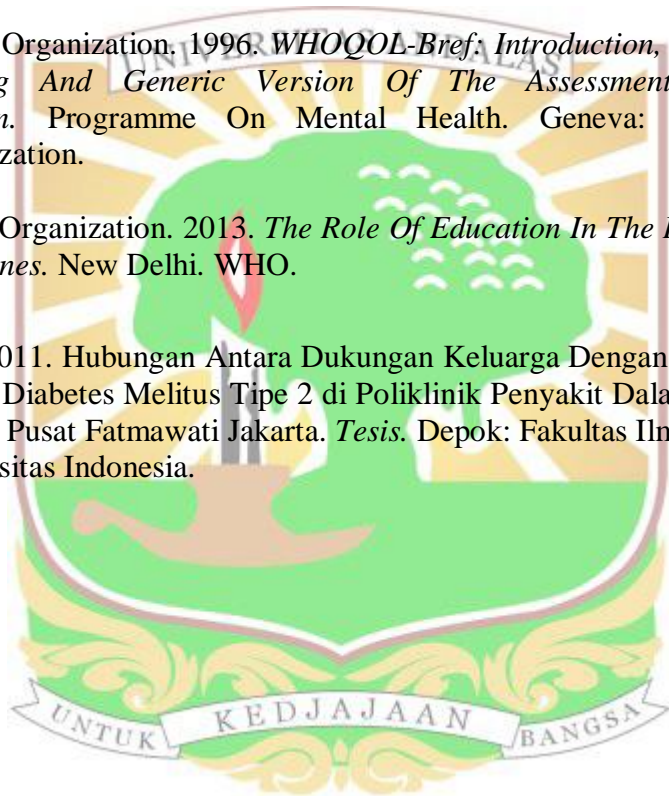 UNIVERSITAS ANDALAS
Organization. 1996. WHOQOL-Bref: Introduction,
g And Generic Version Of The Assessment
n. Programme On Mental Health. Geneva:
zation.
Organization. 2013. The Role Of Education In The
nes. New Delhi. WHO.
011. Hubungan Antara Dukungan Keluarga Dengan
Diabetes Melitus Tipe 2 di Poliklinik Penyakit Dala
Pusat Fatmawati Jakarta. Tesis. Depok: Fakultas Iln
sitas Indonesia.
UNTUK KEDJAJAAN BANGSA